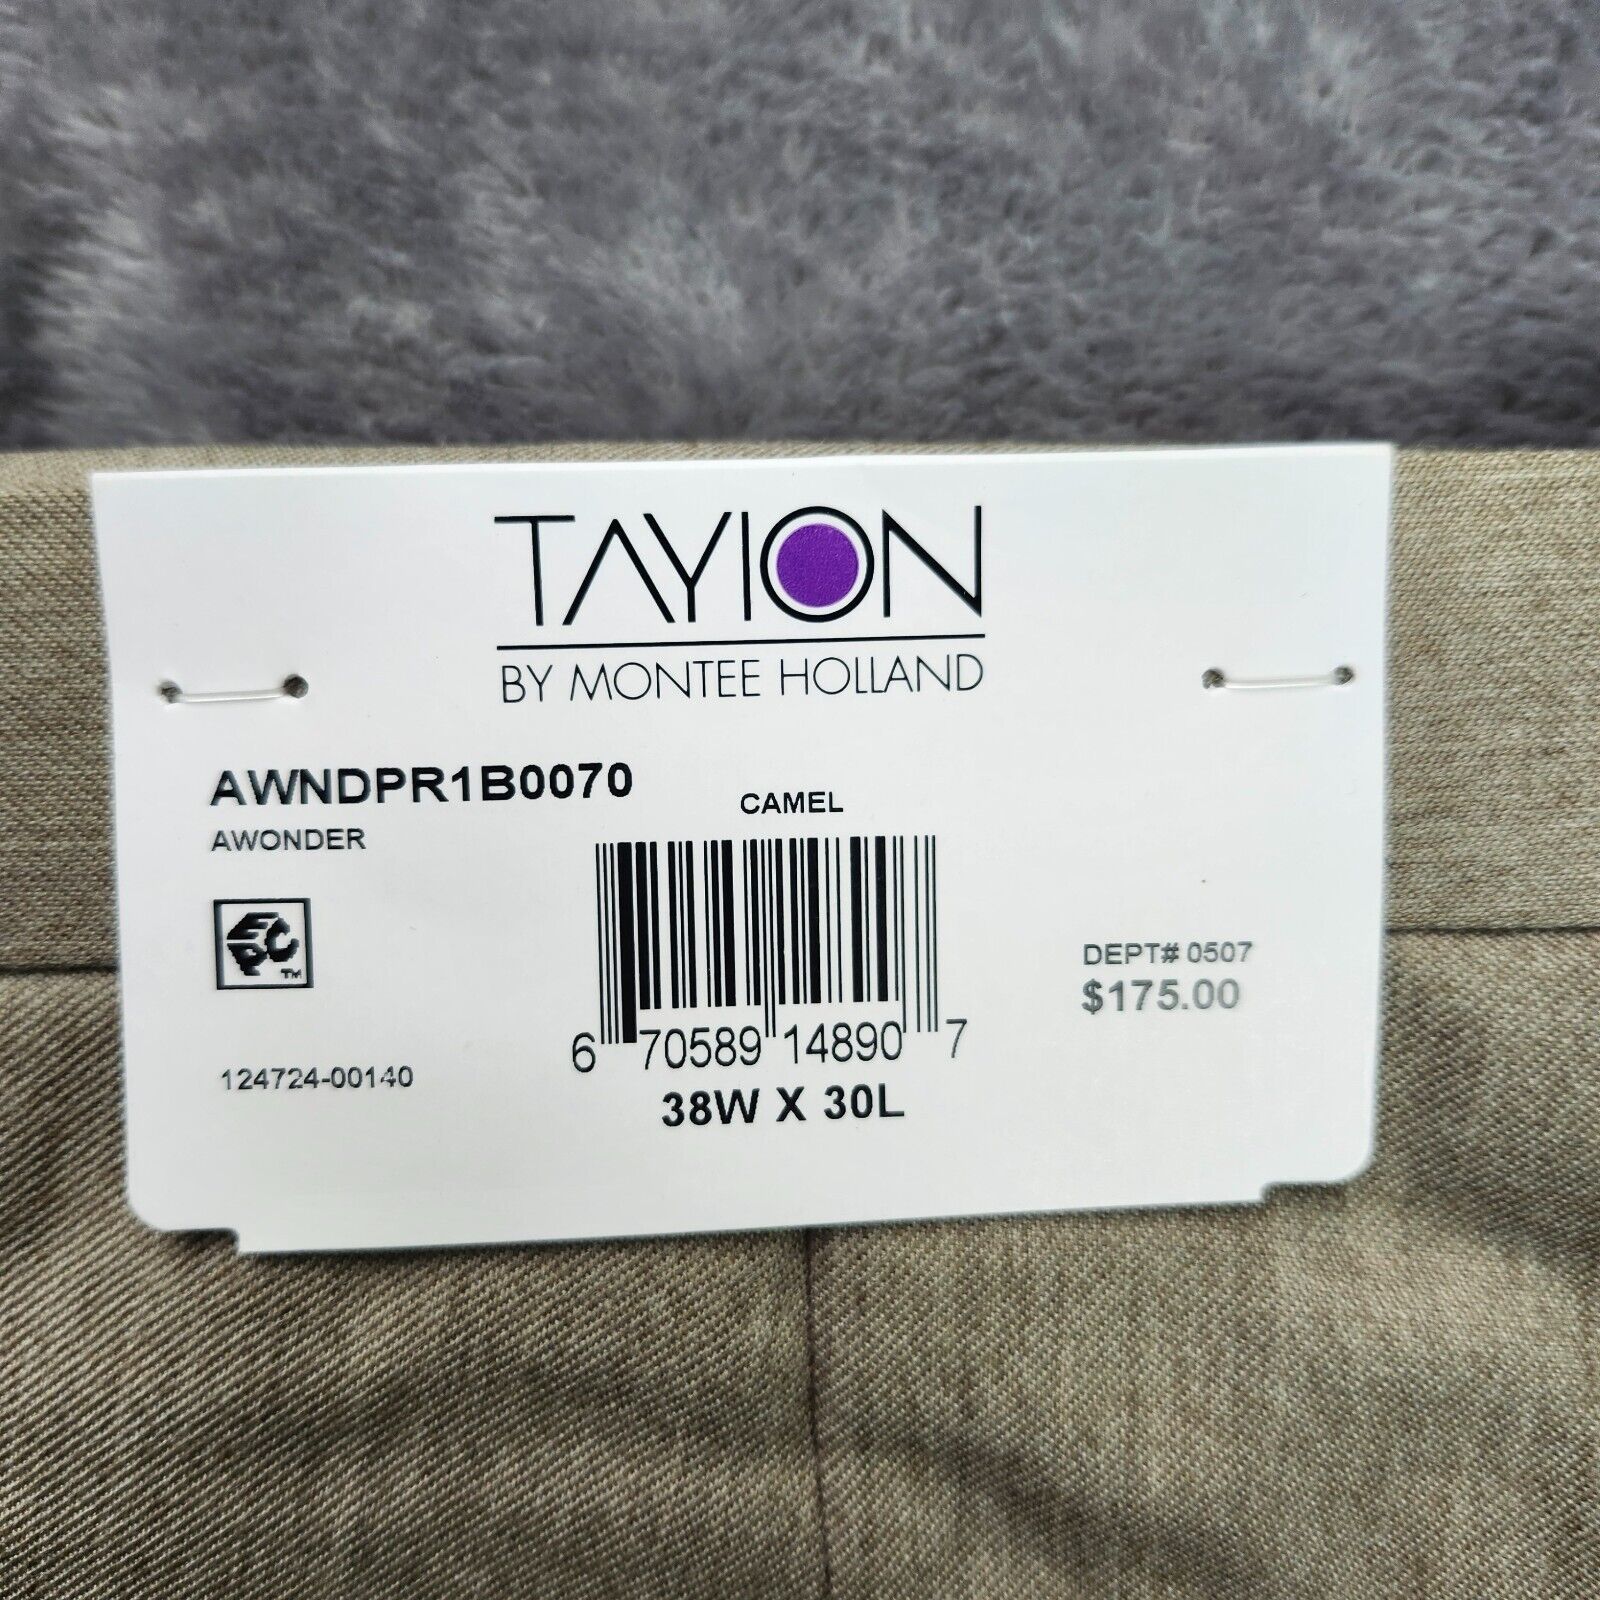 TAYION
BY MONTEE HOLLAND
AWNDPR1B0070
CAMEL
AWONDER
EPC™
DEPT# 0507
$175.00
6 70589 14890 7
124724-00140
38W X 30L